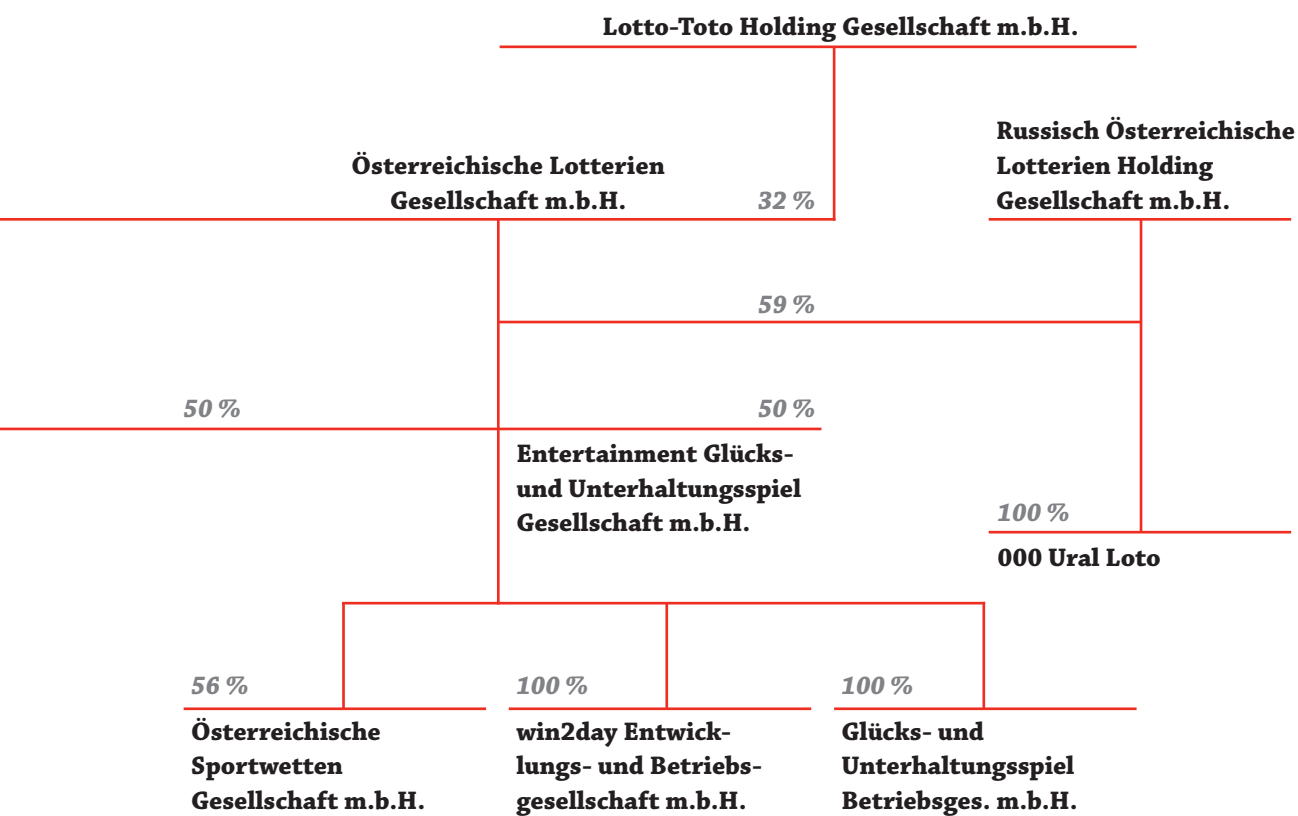 Lotto-Toto Holding Gesellschaft m.b.H.
Russisch Österreichische
Lotterien Holding
Gesellschaft m.b.H.
Österreichische Lotterien
Gesellschaft m.b.H.
32 %
59 %
50 %
50 %
Entertainment Glücks-
und Unterhaltungsspiel
Gesellschaft m.b.H.
100 %
000 Ural Loto
56 %
Österreichische
Sportwetten
Gesellschaft m.b.H.
100 %
win2day Entwick-
lungs- und Betriebs-
gesellschaft m.b.H.
100 %
Glücks- und
Unterhaltungsspiel
Betriebsges. m.b.H.